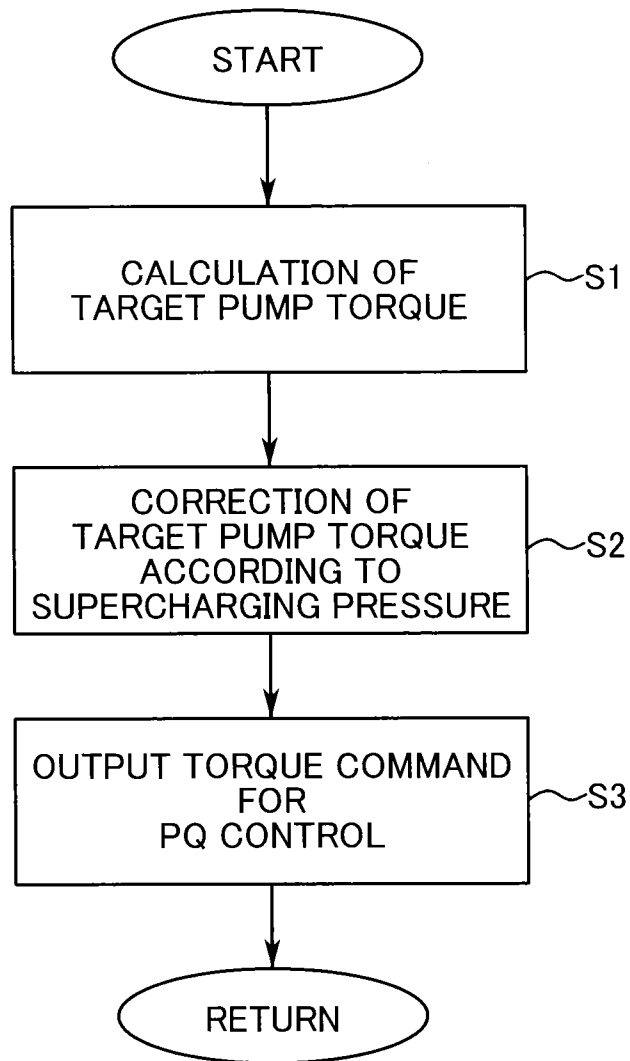 START
CALCULATION OF
TARGET PUMP TORQUE
S1
CORRECTION OF
TARGET PUMP TORQUE
ACCORDING TO
SUPERCHARGING PRESSURE
S2
OUTPUT TORQUE COMMAND
FOR
PQ CONTROL
S3
RETURN